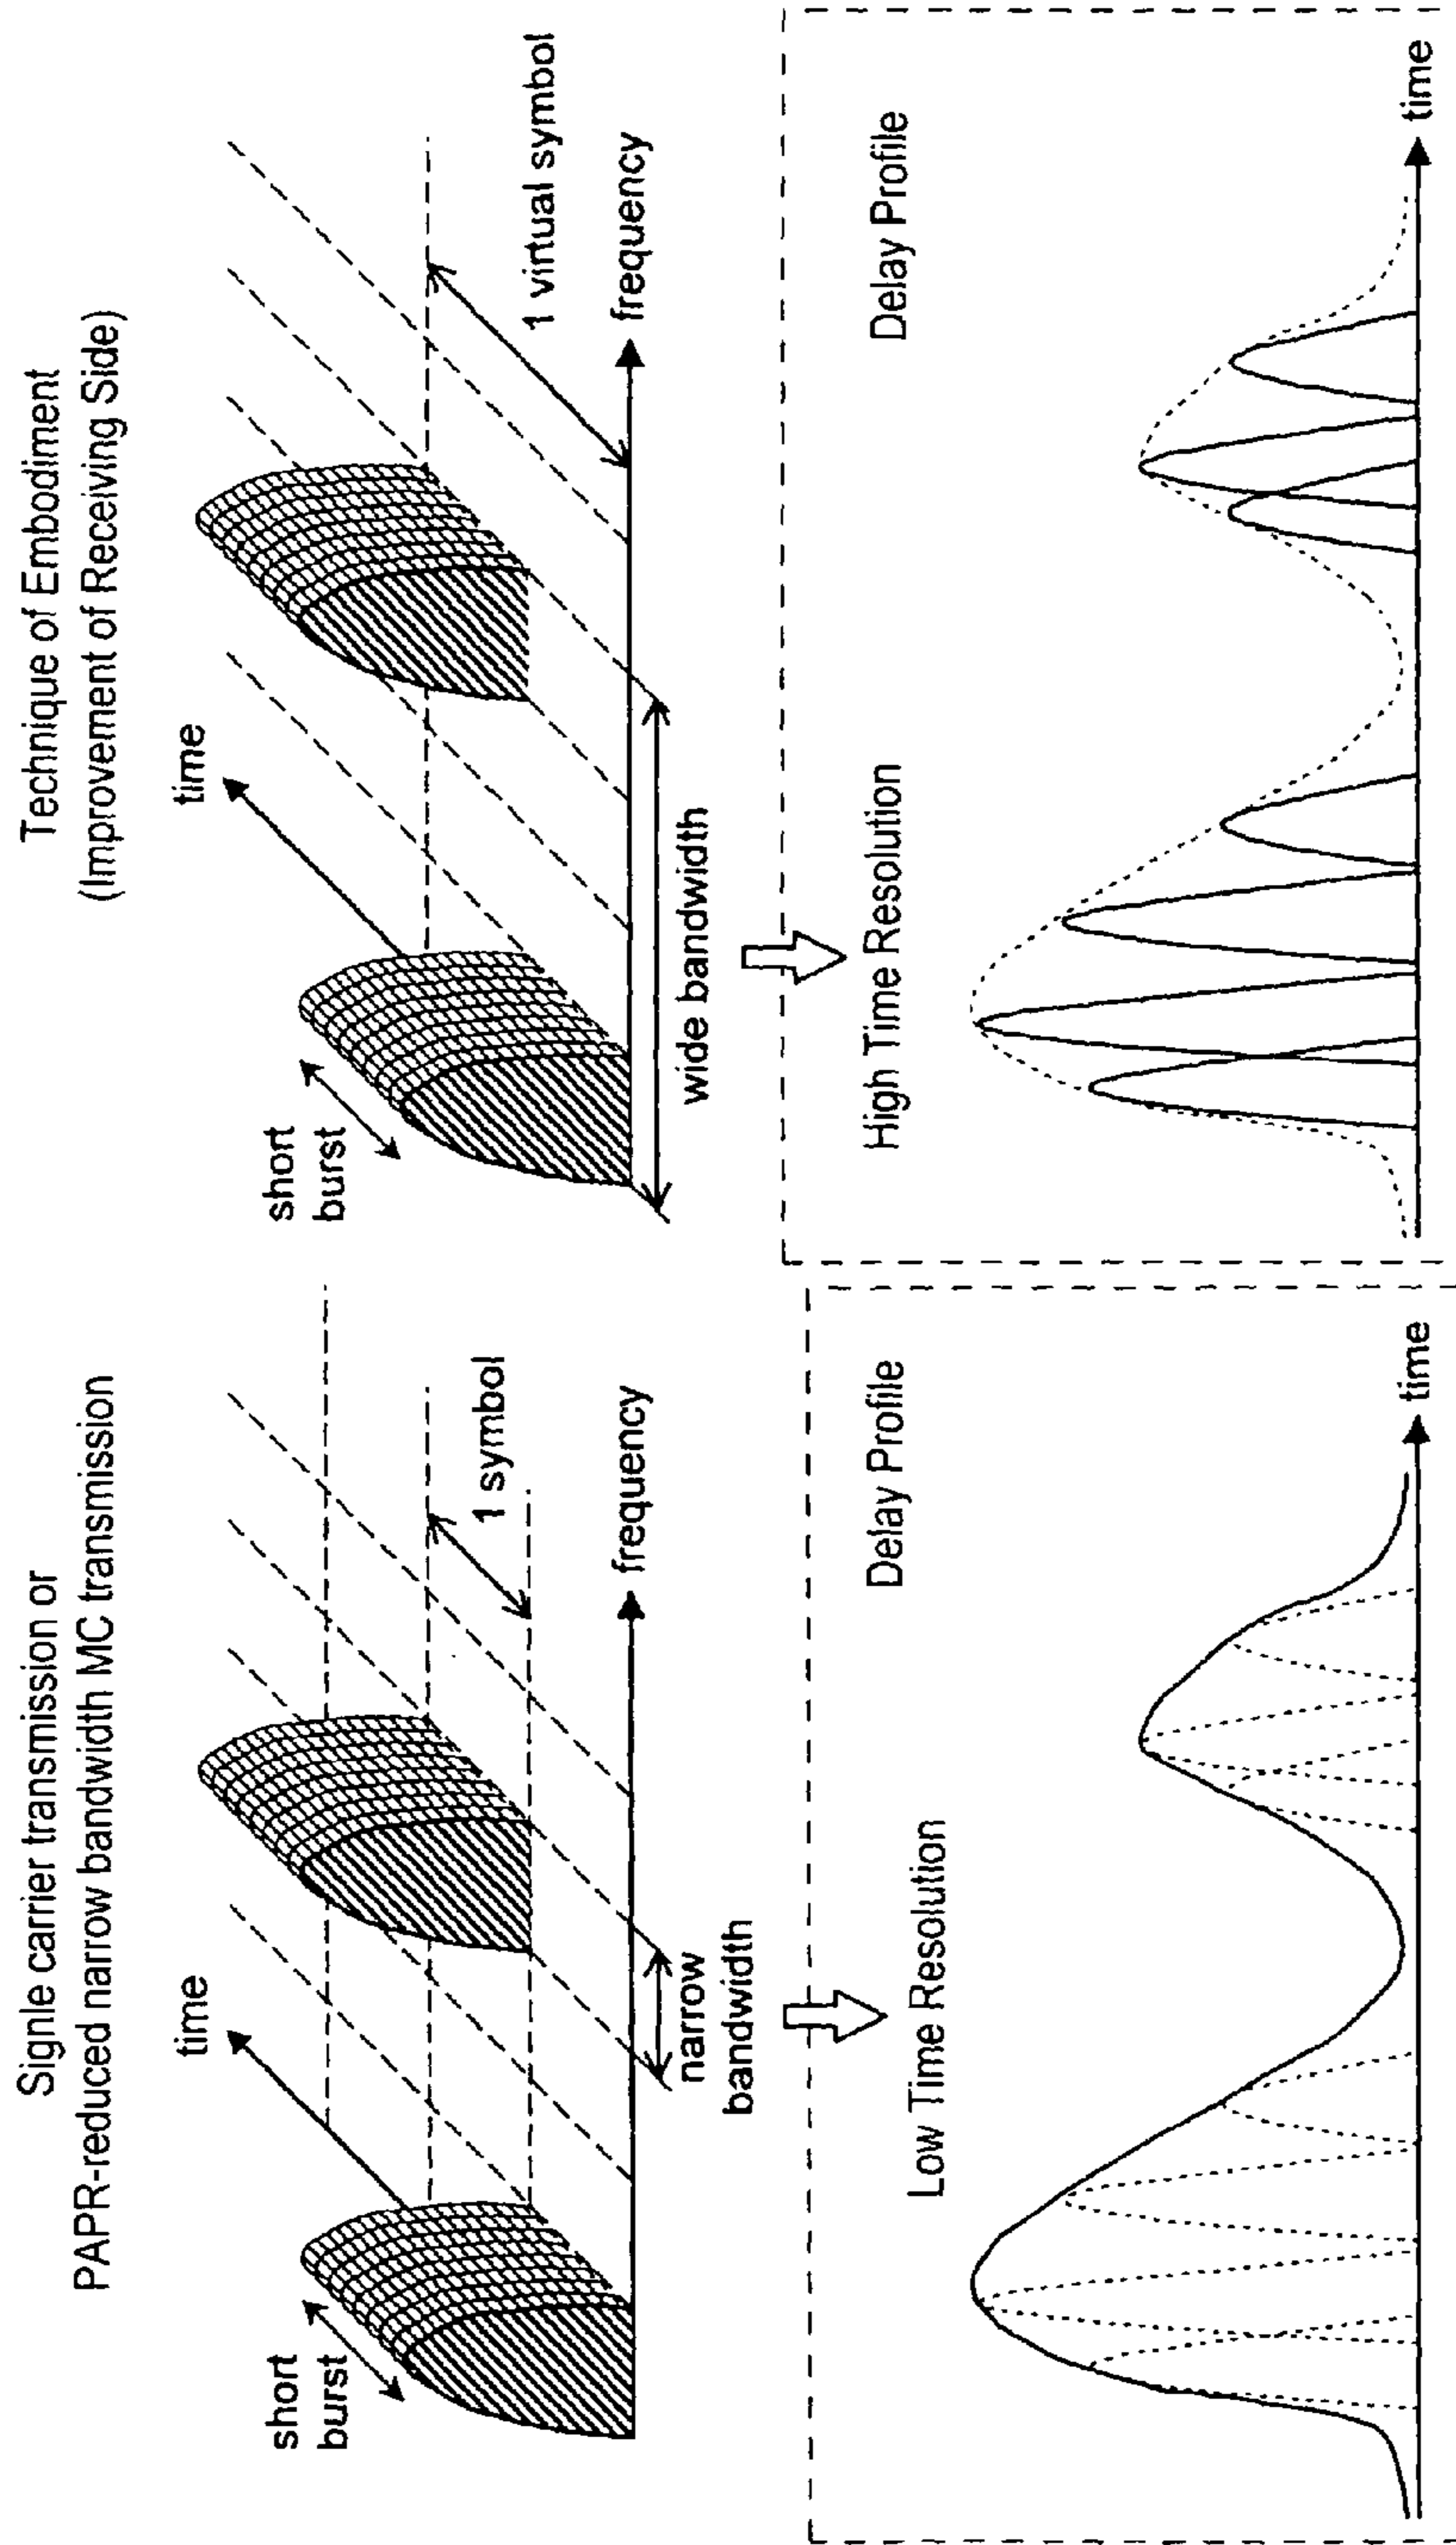 Signle carrier transmission or
PAPR-reduced narrow bandwidth MC transmission
time
short
burst
1 symbol
frequency
narrow
bandwidth
Low Time Resolution
Delay Profile
time
Technique of Embodiment
(Improvement of Receiving Side)
time
short
burst
1 virtual symbol
frequency
wide bandwidth
High Time Resolution
Delay Profile
time